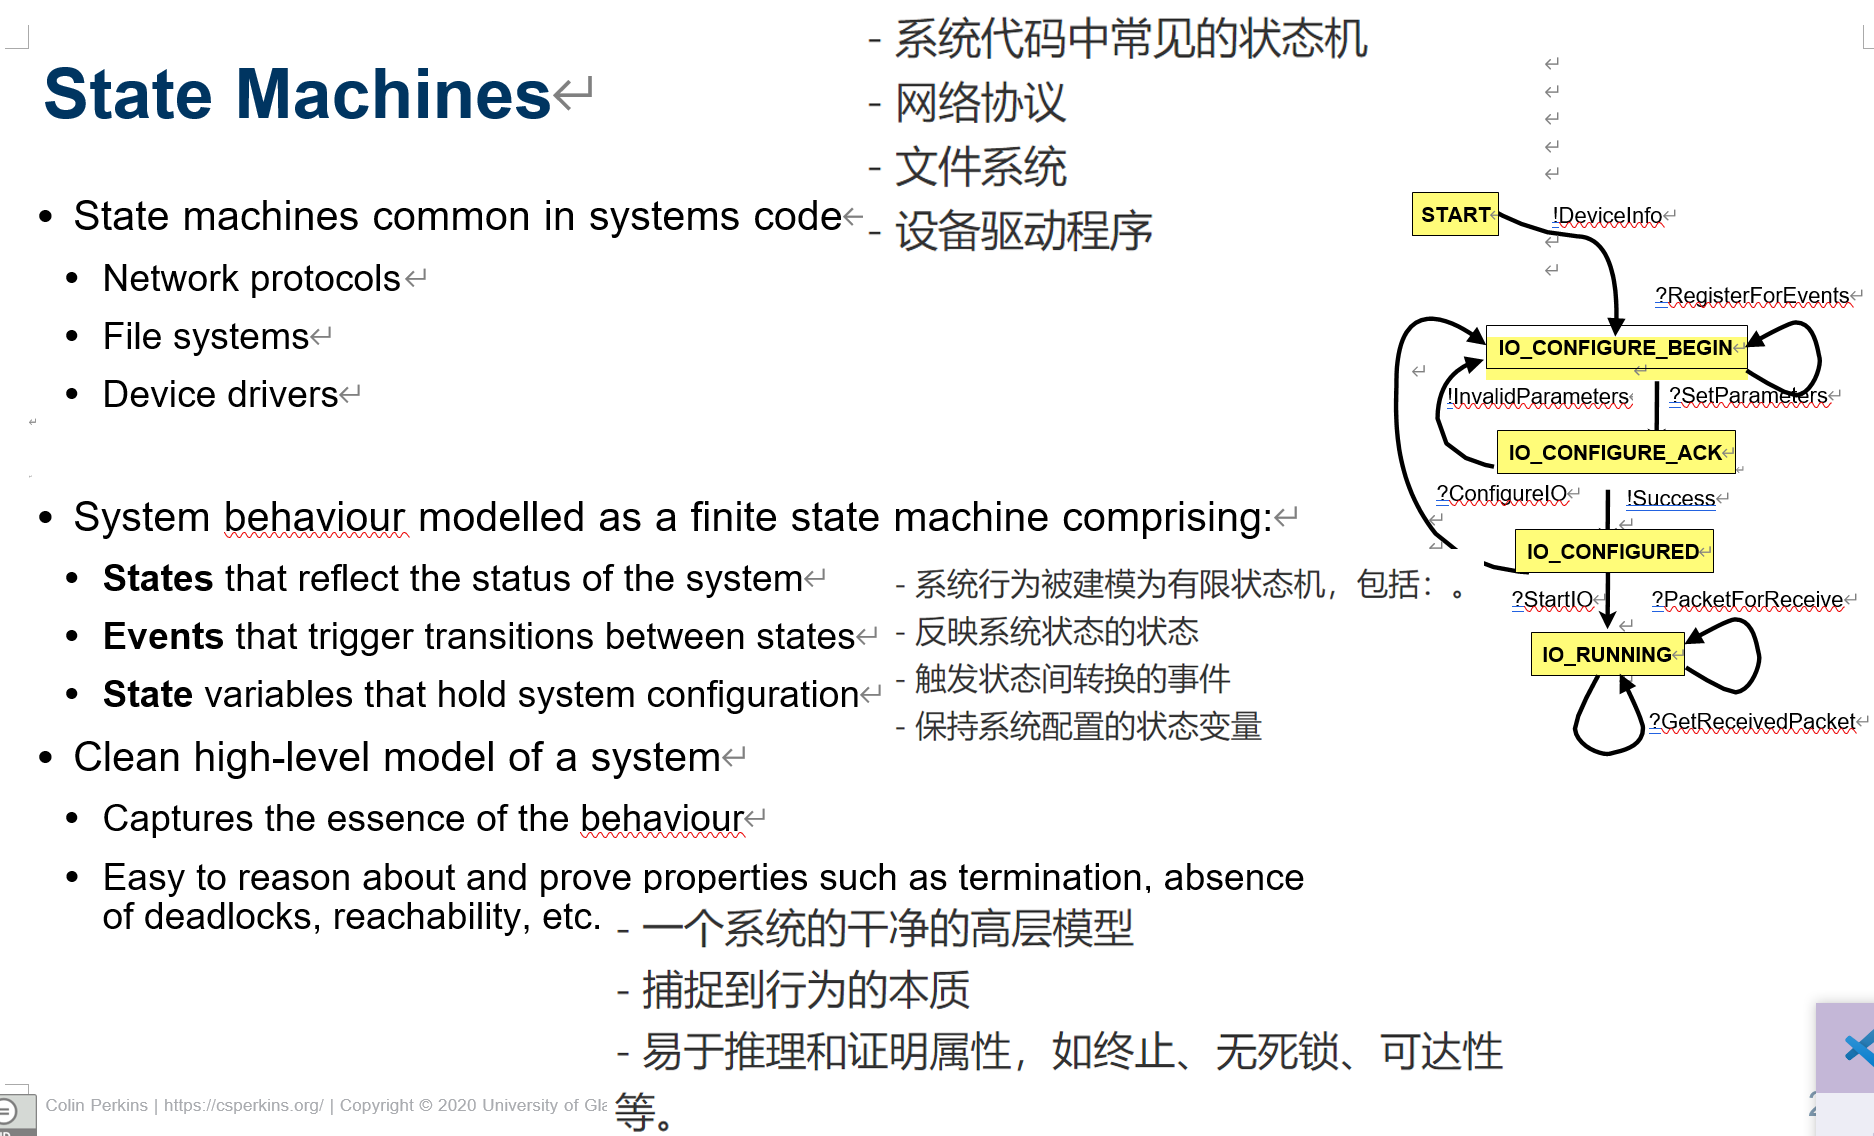 State Machines
- 系统代码中常见的状态机
- 网络协议
- 文件系统
- 设备驱动程序
• State machines common in systems code
• Network protocols
• File systems
• Device drivers
• System behaviour modelled as a finite state machine comprising:
• States that reflect the status of the system
• Events that trigger transitions between states
• State variables that hold system configuration
- 系统行为被建模为有限状态机，包括：。
- 反映系统状态的状态
- 触发状态间转换的事件
- 保持系统配置的状态变量
• Clean high-level model of a system
• Captures the essence of the behaviour
• Easy to reason about and prove properties such as termination, absence
of deadlocks, reachability, etc.
- 一个系统的干净的高层模型
- 捕捉到行为的本质
- 易于推理和证明属性，如终止、无死锁、可达性
等。
START
!DeviceInfo
?RegisterForEvents
IO_CONFIGURE_BEGIN
!InvalidParameters
?SetParameters
IO_CONFIGURE_ACK
?ConfigureIO
!Success
IO_CONFIGURED
?StartIO
?PacketForReceive
IO_RUNNING
?GetReceivedPacket
Colin Perkins | https://csperkins.org/ | Copyright © 2020 University of